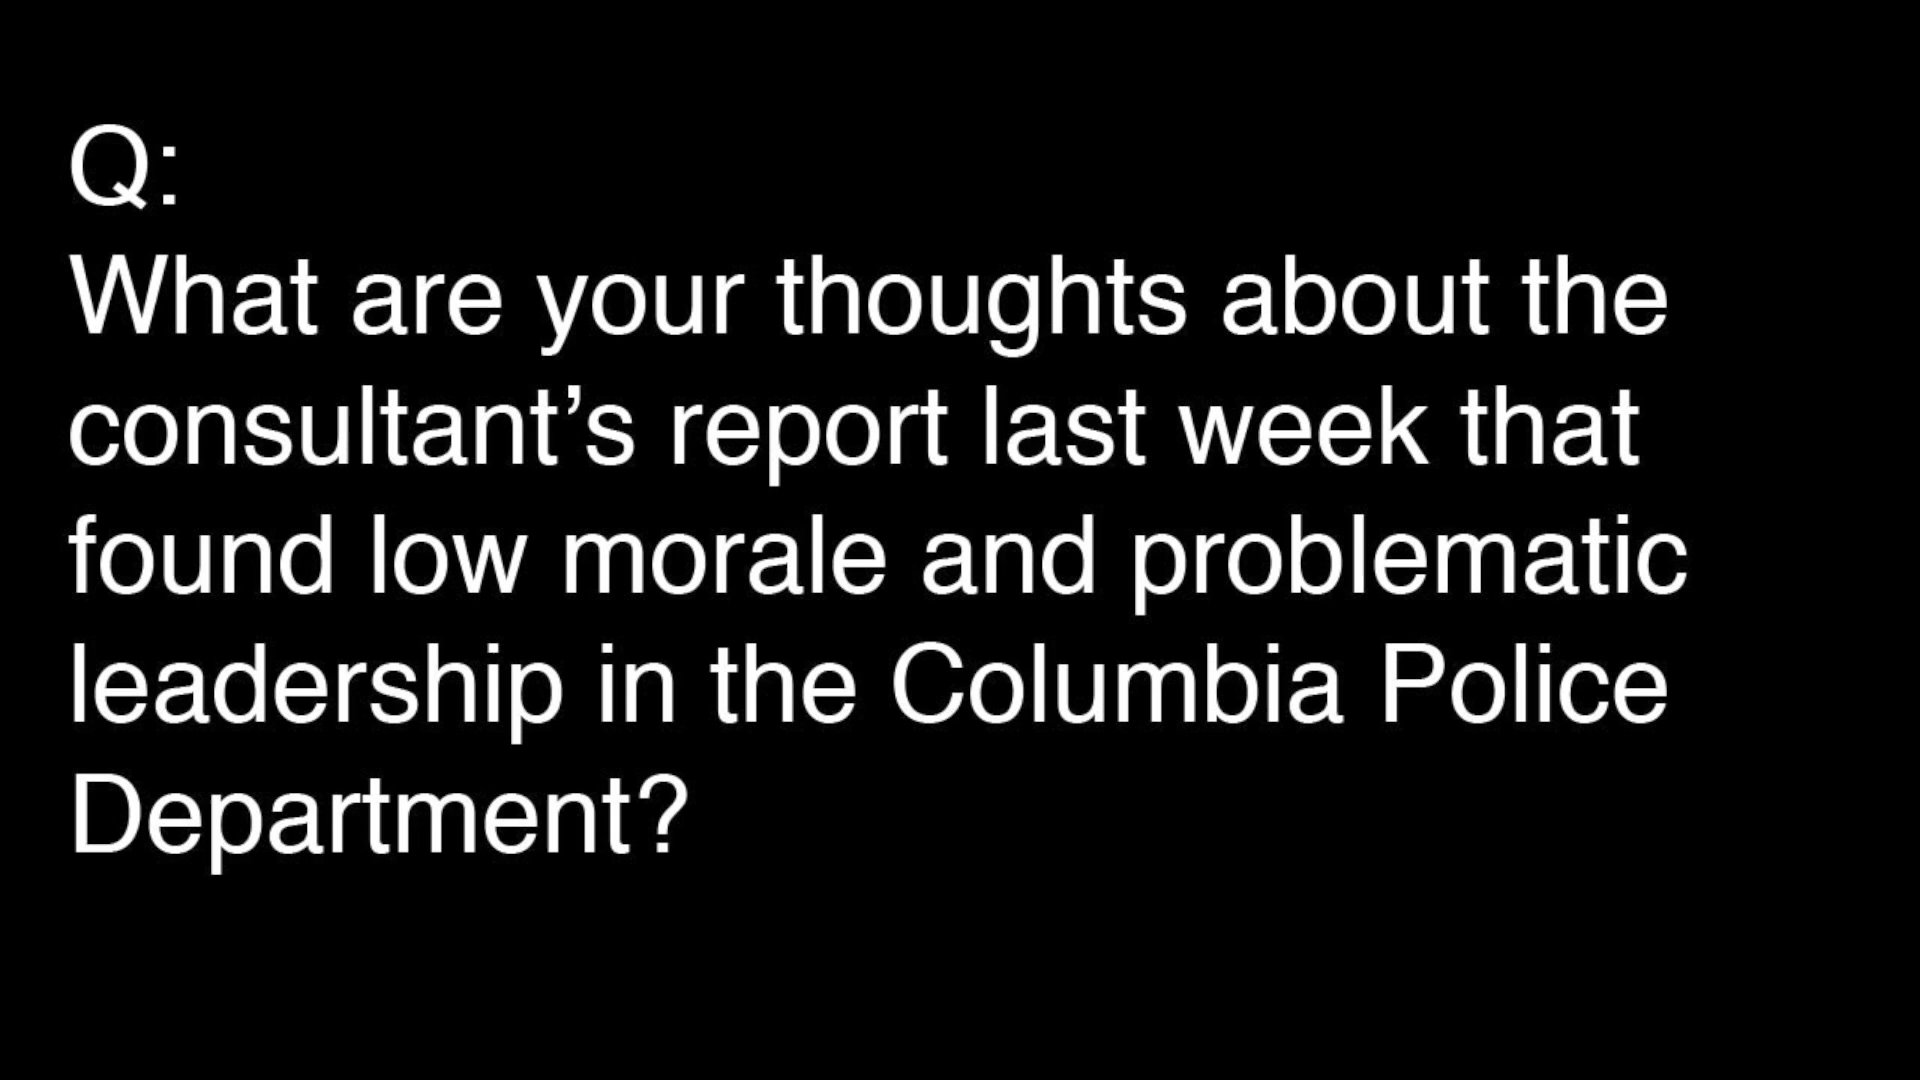 Q:
What are your thoughts about the
consultant’s report last week that
found low morale and problematic
leadership in the Columbia Police
Department?